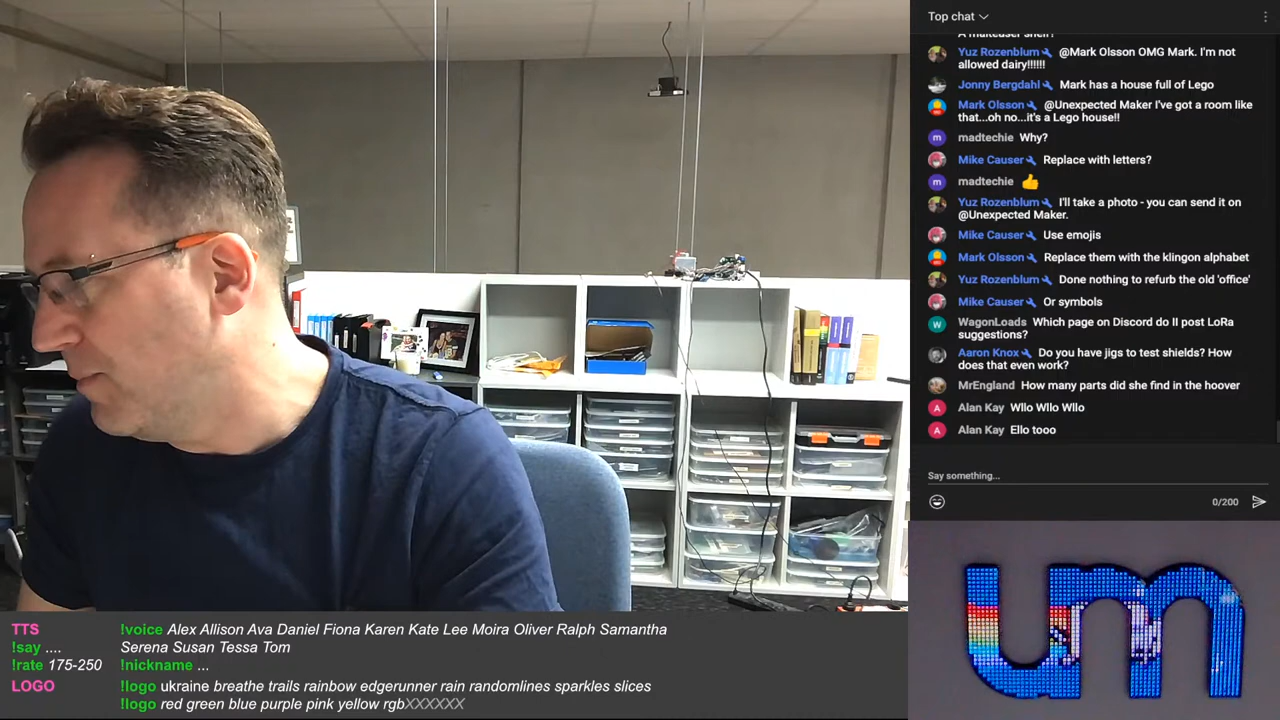 Top chat
A malteaser shell?
Yuz Rozenblum @Mark Olsson OMG Mark. I'm not
allowed dairy!!!!!!
Jonny Bergdahl Mark has a house full of Lego
Mark Olsson @Unexpected Maker I've got a room like
that...oh no...it's a Lego house!!
m madtechie Why?
Mike Causer Replace with letters?
m madtechie 👍
Yuz Rozenblum I'll take a photo - you can send it on
@Unexpected Maker.
Mike Causer Use emojis
Mark Olsson Replace them with the klingon alphabet
Yuz Rozenblum Done nothing to refurb the old 'office'
Mike Causer Or symbols
W WagonLoads Which page on Discord do II post LoRa
suggestions?
Aaron Knox Do you have jigs to test shields? How
does that even work?
MrEngland How many parts did she find in the hoover
A Alan Kay Wllo Wllo Wllo
A Alan Kay Ello tooo
Say something...
0/200
um
TTS !voice Alex Allison Ava Daniel Fiona Karen Kate Lee Moira Oliver Ralph Samantha
!say .... Serena Susan Tessa Tom
!rate 175-250 !nickname ...
LOGO !logo ukraine breathe trails rainbow edgerunner rain randomlines sparkles slices
!logo red green blue purple pink yellow rgbXXXXXX